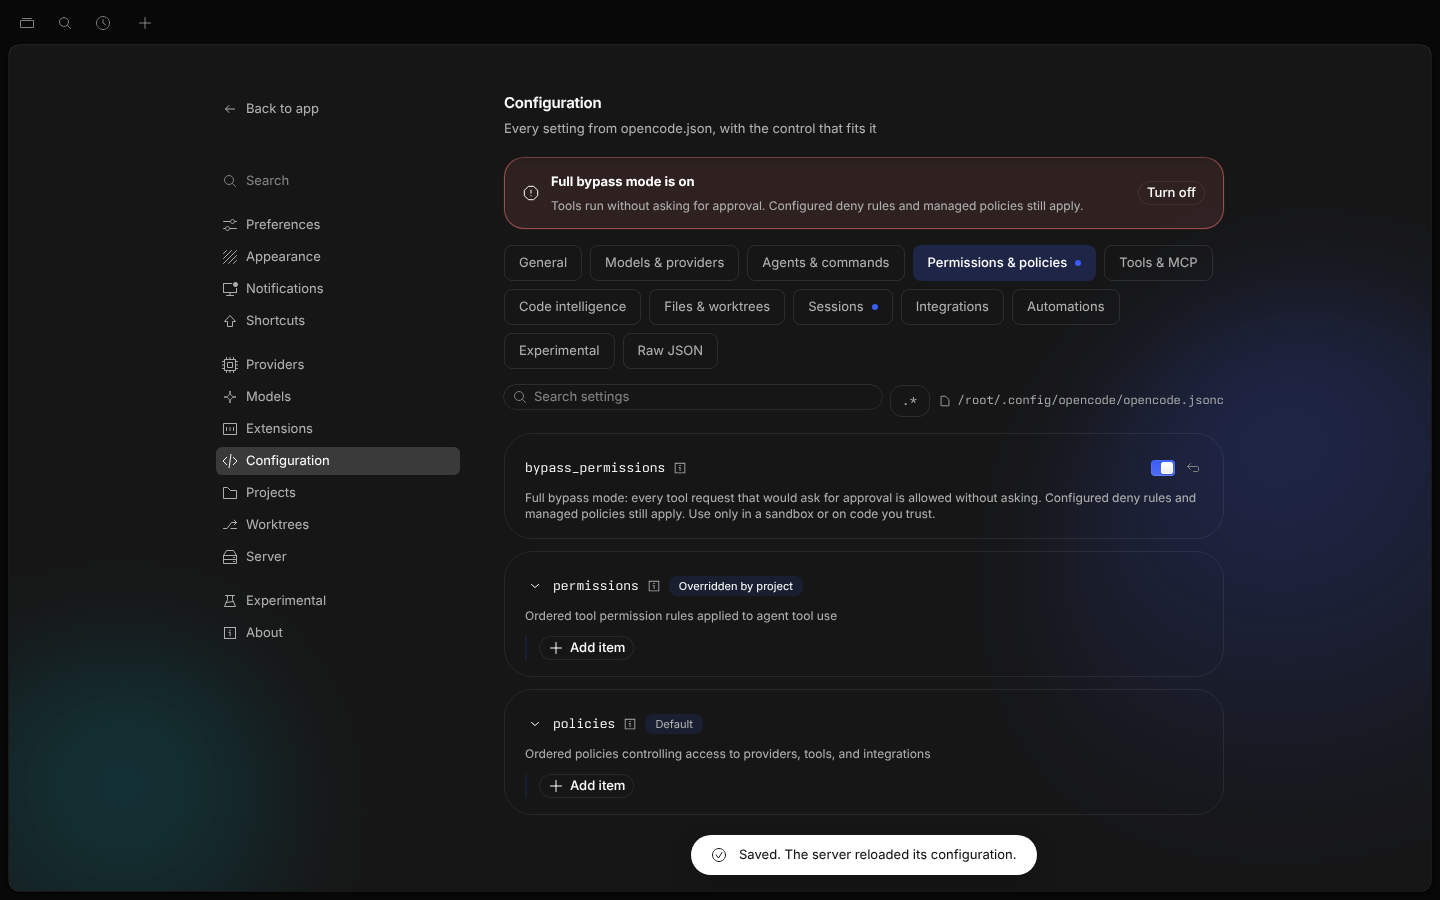 Back to app
Search
Preferences
Appearance
Notifications
Shortcuts
Providers
Models
Extensions
Configuration
Projects
Worktrees
Server
Experimental
About
Configuration
Every setting from opencode.json, with the control that fits it
Full bypass mode is on
Tools run without asking for approval. Configured deny rules and managed policies still apply.
Turn off
General
Models & providers
Agents & commands
Permissions & policies
Tools & MCP
Code intelligence
Files & worktrees
Sessions
Integrations
Automations
Experimental
Raw JSON
Search settings
.*
/root/.config/opencode/opencode.jsonc
bypass_permissions
Full bypass mode: every tool request that would ask for approval is allowed without asking. Configured deny rules and
managed policies still apply. Use only in a sandbox or on code you trust.
permissions
Overridden by project
Ordered tool permission rules applied to agent tool use
Add item
policies
Default
Ordered policies controlling access to providers, tools, and integrations
Add item
Saved. The server reloaded its configuration.